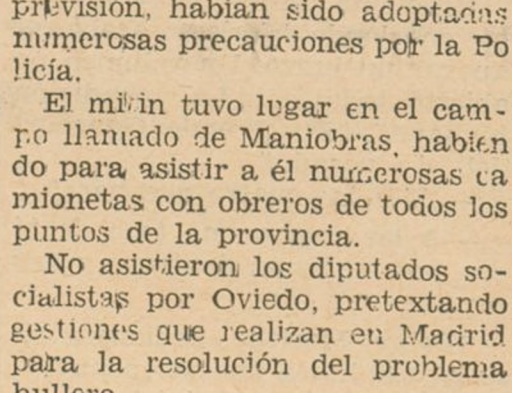 previsión, habían sido adoptadas
numerosas precauciones por la Po
licía.
El mitin tuvo lugar en el cam-
po llamado de Maniobras, habien
do para asistir a él numerosas ca
mionetas con obreros de todos los
puntos de la provincia.
No asistieron los diputados so-
cialistas por Oviedo, pretextando
gestiones que realizan en Madrid
para la resolución del problema
hullero